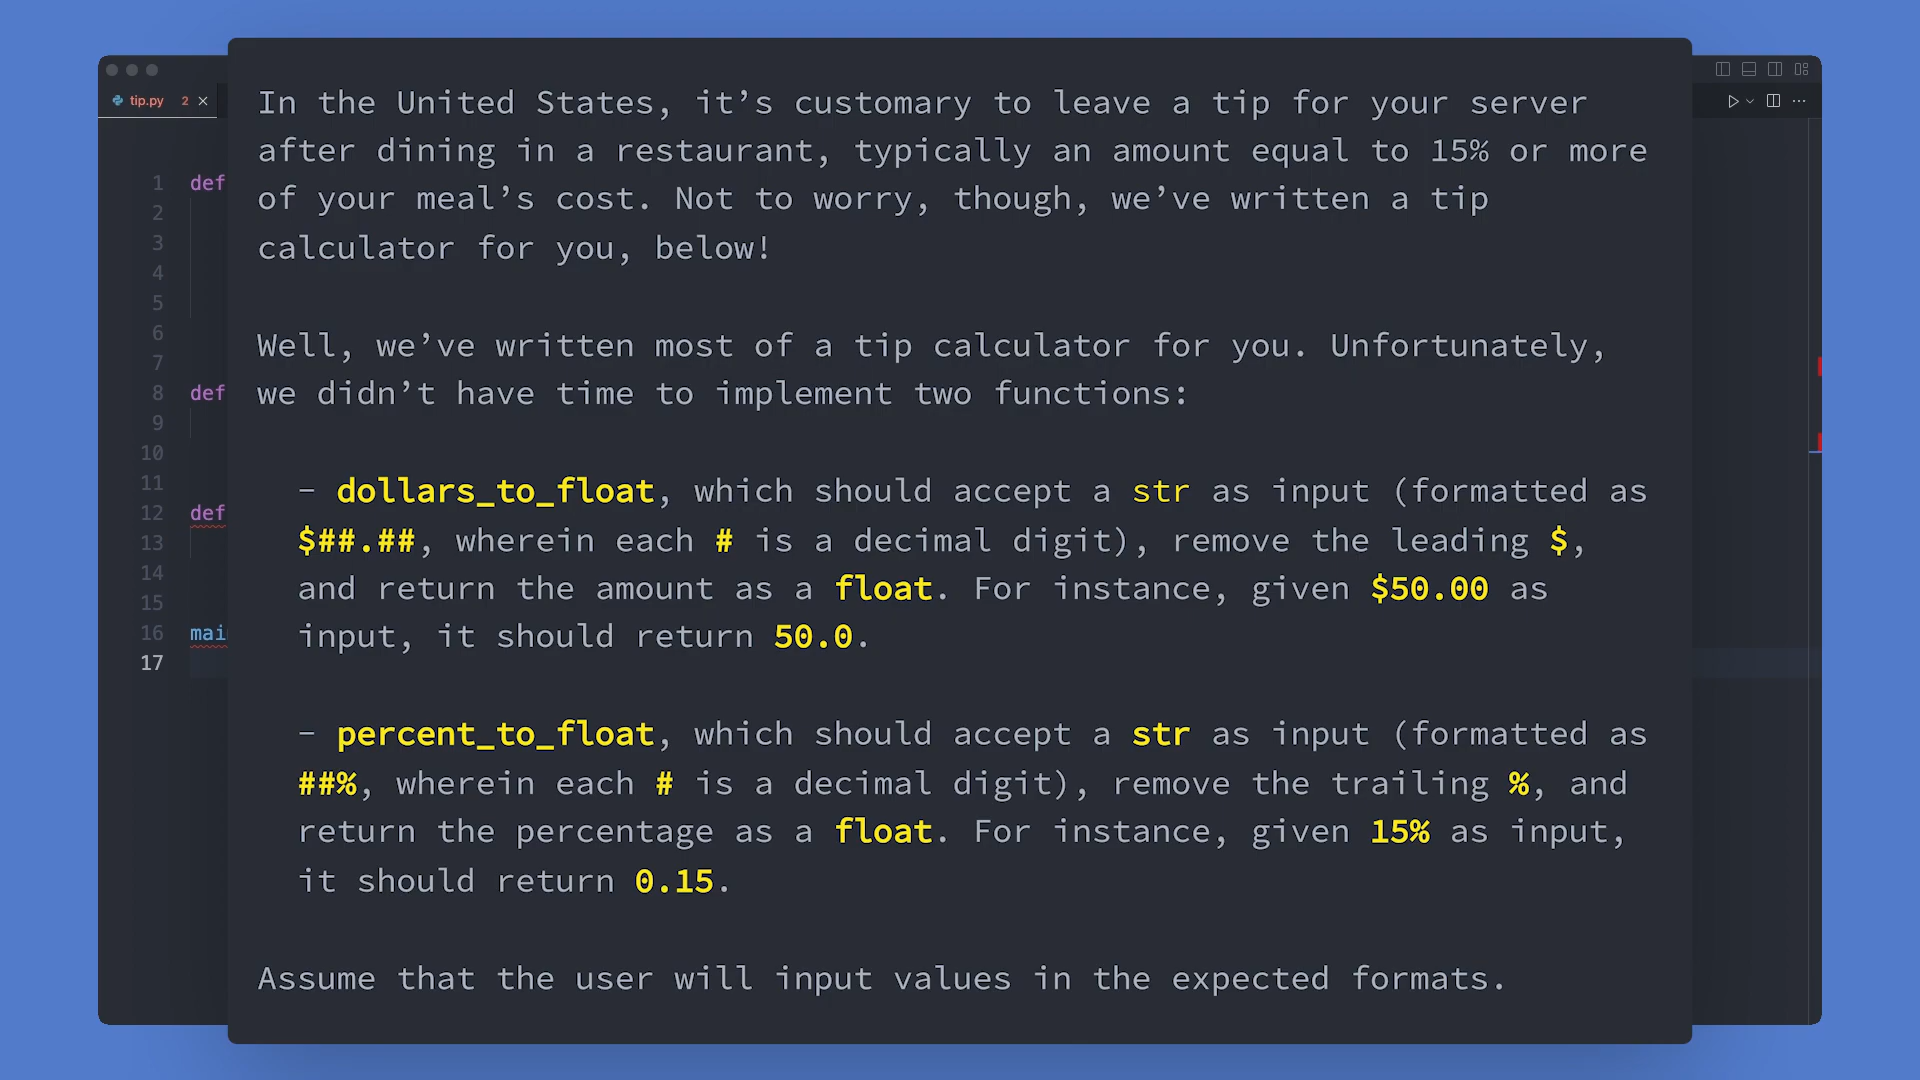 tip.py 2
In the United States, it’s customary to leave a tip for your server
after dining in a restaurant, typically an amount equal to 15% or more
of your meal’s cost. Not to worry, though, we’ve written a tip
calculator for you, below!
Well, we’ve written most of a tip calculator for you. Unfortunately,
we didn’t have time to implement two functions:
- dollars_to_float, which should accept a str as input (formatted as
$##.##, wherein each # is a decimal digit), remove the leading $,
and return the amount as a float. For instance, given $50.00 as
input, it should return 50.0.
- percent_to_float, which should accept a str as input (formatted as
##%, wherein each # is a decimal digit), remove the trailing %, and
return the percentage as a float. For instance, given 15% as input,
it should return 0.15.
Assume that the user will input values in the expected formats.
1 def
2
3
4
5
6
7
8 def
9
10
11
12 def
13
14
15
16 mai
17